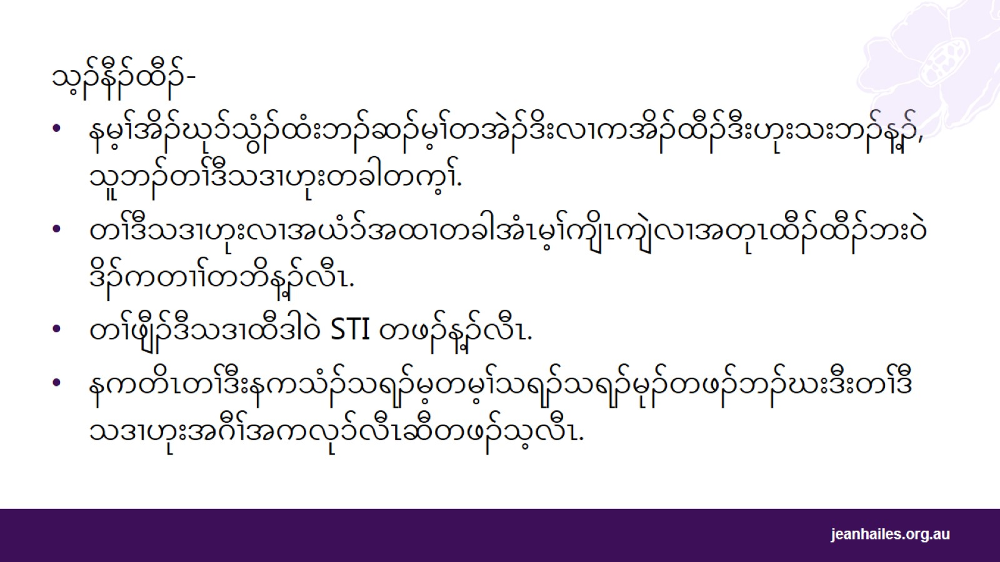 သ့ၣ်နီၣ်ထီၣ်-
• နမ့ၢ်အိၣ်ဃုာ်သွံၣ်ထံးဘၣ်ဆၣ်မ့ၢ်တအဲၣ်ဒိးလၢကအိၣ်ထီၣ်ဒီးဟုးသးဘၣ်န့ၣ်,
သူဘၣ်တၢ်ဒီသဒၢဟုးတခါတက့ၢ်.
• တၢ်ဒီသဒၢဟုးလၢအယံာ်အထၢတခါအံၤမ့ၢ်ကျိၤကျဲလၢအတုၤထီၣ်ထီၣ်ဘးဝဲ
ဒိၣ်ကတၢၢ်တဘိန့ၣ်လီၤ.
• တၢ်ဖျီၣ်ဒီသဒၢထီဒါဝဲ STI တဖၣ်န့ၣ်လီၤ.
• နကတိၤတၢ်ဒီးနကသံၣ်သရၣ်မ့တမ့ၢ်သရၣ်သရၣ်မုၣ်တဖၣ်ဘၣ်ဃးဒီးတၢ်ဒီ
သဒၢဟုးအဂီၢ်အကလုာ်လီၤဆီတဖၣ်သ့လီၤ.
jeanhailes.org.au